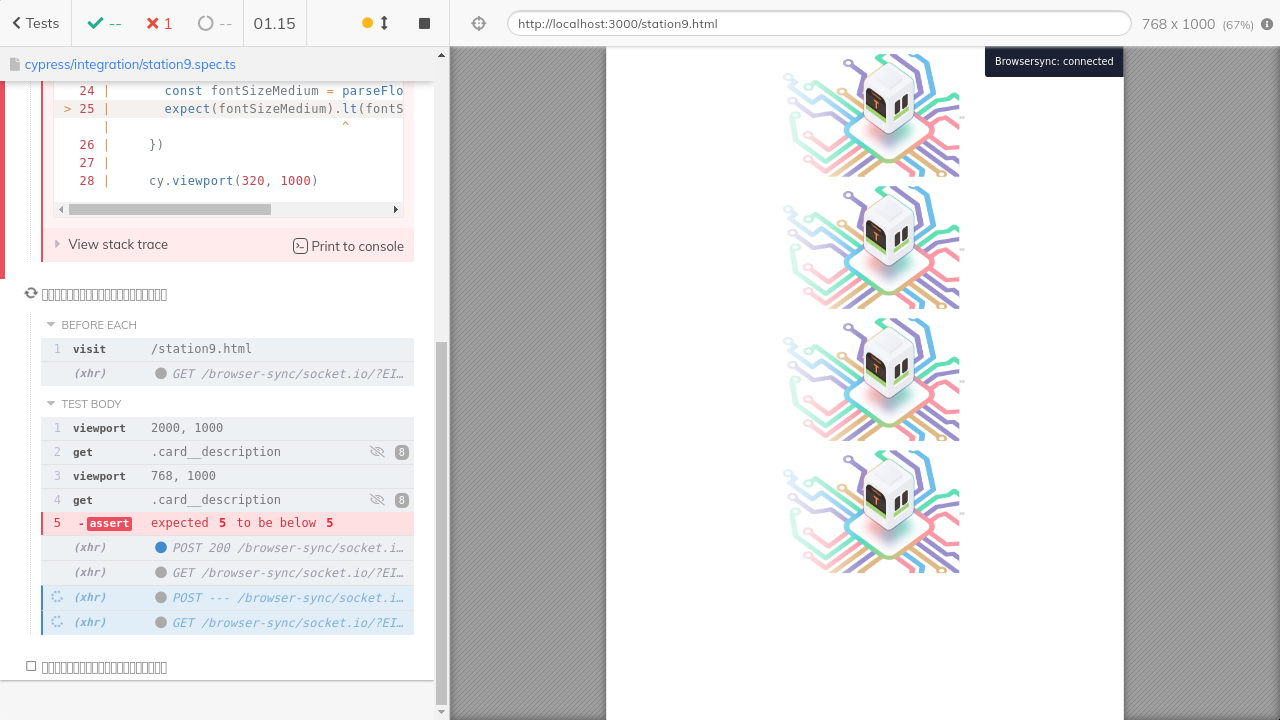 Tests
--
1
--
01.15
http://localhost:3000/station9.html
768 x 1000 (67%)
cypress/integration/station9.spec.ts
Browsersync: connected
24 | const fontSizeMedium = parseFlo
> 25 | expect(fontSizeMedium).lt(fontS
| ^
26 | })
27 |
28 | cy.viewport(320, 1000)
View stack trace
Print to console
BEFORE EACH
1 visit /station9.html
(xhr) GET /browser-sync/socket.io/?EI…
TEST BODY
1 viewport 2000, 1000
2 get .card__description 8
3 viewport 768, 1000
4 get .card__description 8
5 -assert expected 5 to be below 5
(xhr) POST 200 /browser-sync/socket.i…
(xhr) GET /browser-sync/socket.io/?EI…
(xhr) POST --- /browser-sync/socket.i…
(xhr) GET /browser-sync/socket.io/?EI…
T
T
T
T